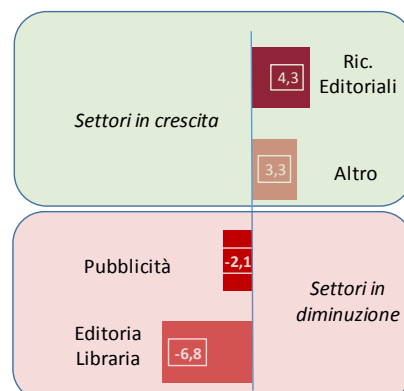 4,3
Ric.
Editoriali
Settori in crescita
3,3
Altro
-2,1
Pubblicità
Settori in
diminuzione
Editoria
Libraria
-6,8